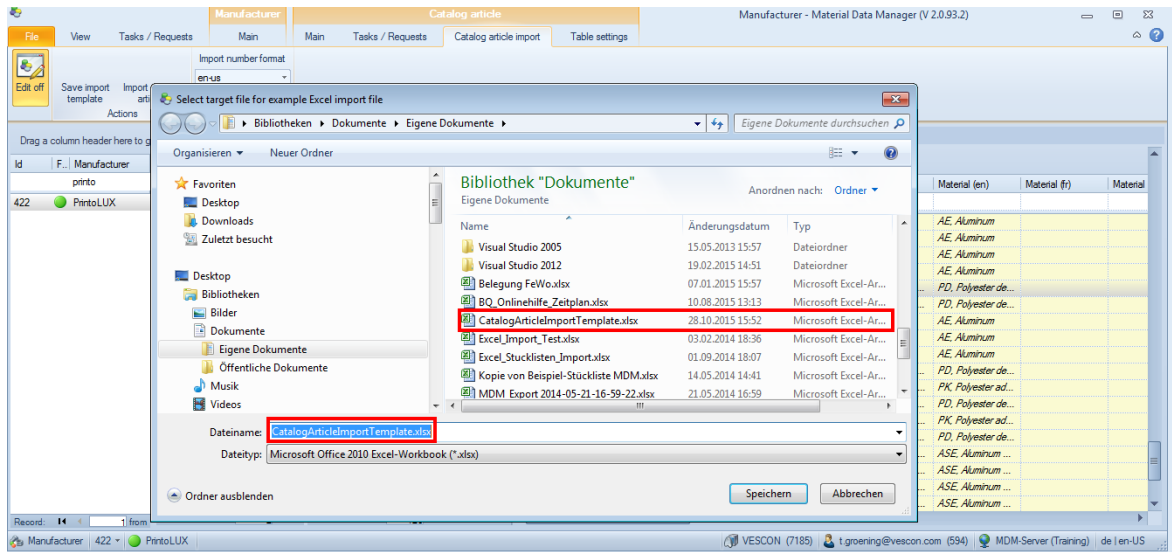 Manufacturer
Catalog article
Manufacturer - Material Data Manager (V 2.0.93.2)
File
View
Tasks / Requests
Main
Main
Tasks / Requests
Catalog article import
Table settings
Import number format
en-us
Edit off
Save import template
Import
Actions
Select target file for example Excel import file
Bibliotheken
Dokumente
Eigene Dokumente
Eigene Dokumente durchsuchen
Organisieren
Neuer Ordner
Drag a column header here to g
Id
F..
Manufacturer
printo
422
PrintoLUX
Favoriten
Desktop
Downloads
Zuletzt besucht
Desktop
Bibliotheken
Bilder
Dokumente
Eigene Dokumente
Öffentliche Dokumente
Musik
Videos
Bibliothek "Dokumente"
Eigene Dokumente
Anordnen nach: Ordner
Name
Änderungsdatum
Typ
Visual Studio 2005 15.05.2013 15:57 Dateiordner
Visual Studio 2012 19.02.2015 14:51 Dateiordner
Belegung FeWo.xlsx 07.01.2015 15:57 Microsoft Excel-Ar...
BQ_Onlinehilfe_Zeitplan.xlsx 10.08.2015 13:13 Microsoft Excel-Ar...
CatalogArticleImportTemplate.xlsx 28.10.2015 15:52 Microsoft Excel-Ar...
Excel_Import_Test.xlsx 03.02.2014 18:36 Microsoft Excel-Ar...
Excel_Stucklisten_Import.xlsx 01.09.2014 18:07 Microsoft Excel-Ar...
Kopie von Beispiel-Stückliste MDM.xlsx 14.05.2014 14:41 Microsoft Excel-Ar...
MDM Export 2014-05-21-16-59-22.xlsx 21.05.2014 16:59 Microsoft Excel-Ar...
Dateiname: CatalogArticleImportTemplate.xlsx
Dateityp: Microsoft Office 2010 Excel-Workbook (*.xlsx)
Ordner ausblenden
Speichern
Abbrechen
Material (en)
Material (fr)
Material
AE, Aluminum
AE, Aluminum
AE, Aluminum
AE, Aluminum
PD, Polyester de...
PD, Polyester de...
AE, Aluminum
AE, Aluminum
AE, Aluminum
PD, Polyester de...
PK, Polyester ad...
PD, Polyester de...
PK, Polyester ad...
PD, Polyester de...
ASE, Aluminum ...
ASE, Aluminum ...
ASE, Aluminum ...
ASE, Aluminum ...
Record:
1 from
Manufacturer
422
PrintoLUX
VESCON (7185)
t.groening@vescon.com (594)
MDM-Server (Training)
de | en-US